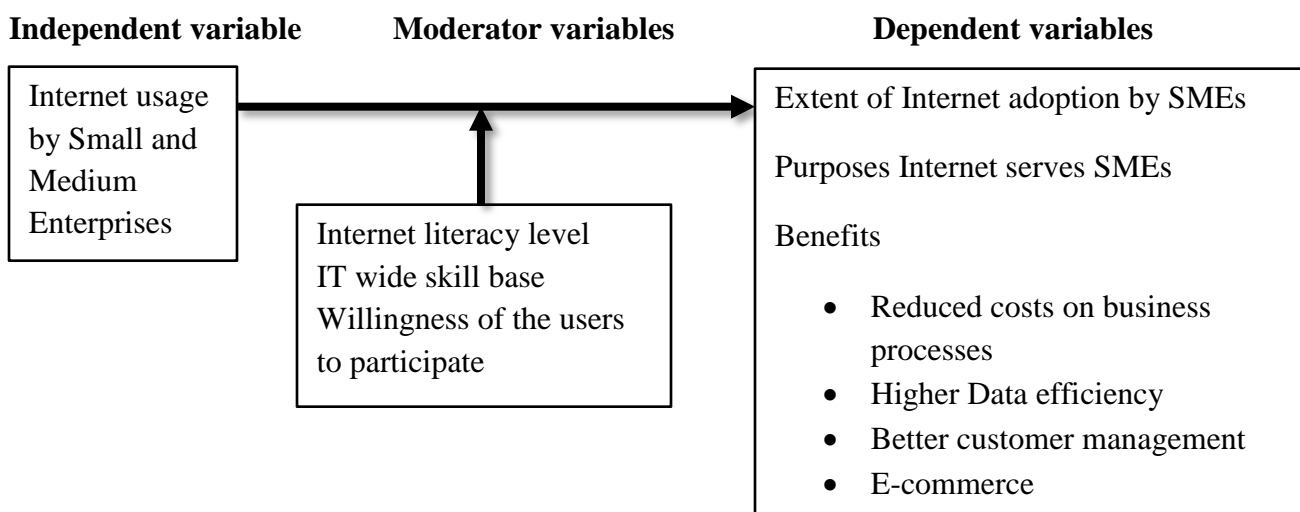 Independent variable
Moderator variables
Dependent variables
Internet usage
by Small and
Medium
Enterprises
Internet literacy level
IT wide skill base
Willingness of the users
to participate
Extent of Internet adoption by SMEs
Purposes Internet serves SMEs
Benefits
• Reduced costs on business
processes
• Higher Data efficiency
• Better customer management
• E-commerce